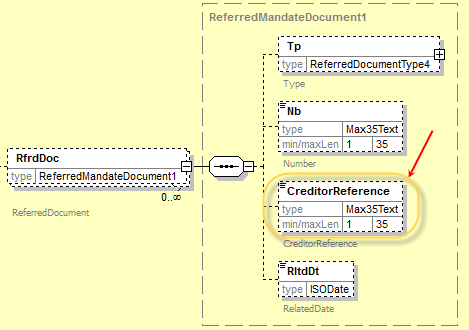 ReferredMandateDocument1
Tp
type ReferredDocumentType4
Type
Nb
type Max35Text
min/maxLen 1 35
Number
RfrdDoc
type ReferredMandateDocument1
0..∞
ReferredDocument
CreditorReference
type Max35Text
min/maxLen 1 35
CreditorReference
RltdDt
type ISODate
RelatedDate